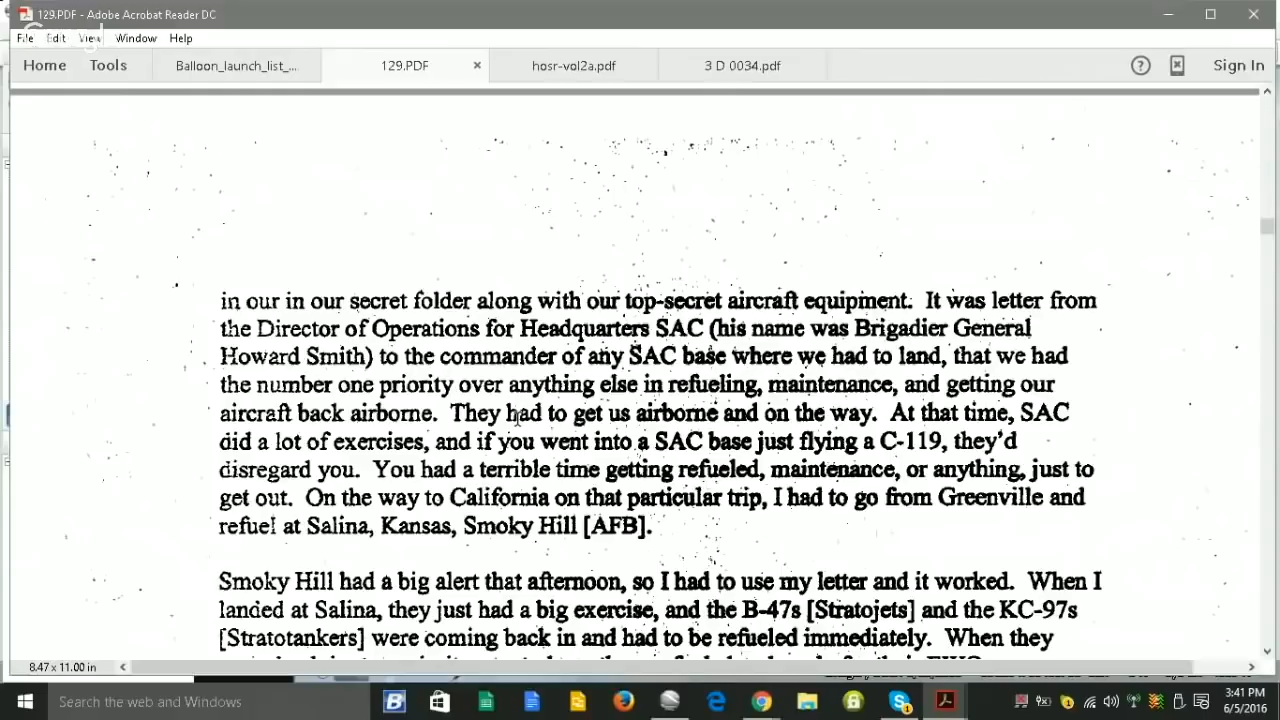 129.PDF - Adobe Acrobat Reader DC
Google
File Edit View Window Help
Home Tools Balloon_launch_list_... 129.PDF × hosr-vol2a.pdf 3 D 0034.pdf Sign In
in our in our secret folder along with our top-secret aircraft equipment. It was letter from
the Director of Operations for Headquarters SAC (his name was Brigadier General
Howard Smith) to the commander of any SAC base where we had to land, that we had
the number one priority over anything else in refueling, maintenance, and getting our
aircraft back airborne. They had to get us airborne and on the way. At that time, SAC
did a lot of exercises, and if you went into a SAC base just flying a C-119, they'd
disregard you. You had a terrible time getting refueled, maintenance, or anything, just to
get out. On the way to California on that particular trip, I had to go from Greenville and
refuel at Salina, Kansas, Smoky Hill [AFB].
Smoky Hill had a big alert that afternoon, so I had to use my letter and it worked. When I
landed at Salina, they just had a big exercise, and the B-47s [Stratojets] and the KC-97s
[Stratotankers] were coming back in and had to be refueled immediately. When they
8.47 x 11.00 in
Search the web and Windows
3:41 PM
6/5/2016